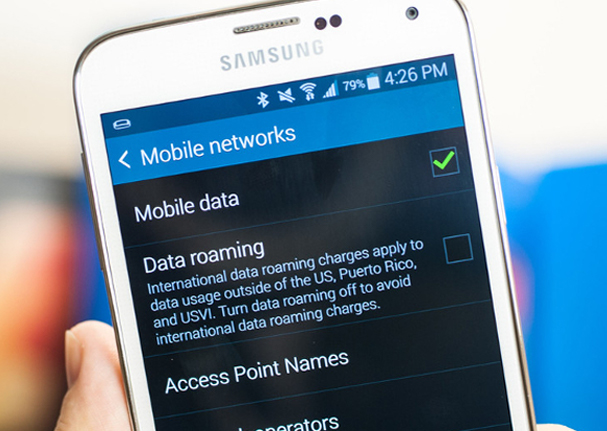 SAMSUNG
79% 4:26 PM
Mobile networks
Mobile data
Data roaming
International data roaming charges apply to
data usage outside of the US, Puerto Rico,
and USVI. Turn data roaming off to avoid
international data roaming charges.
Access Point Names
operators